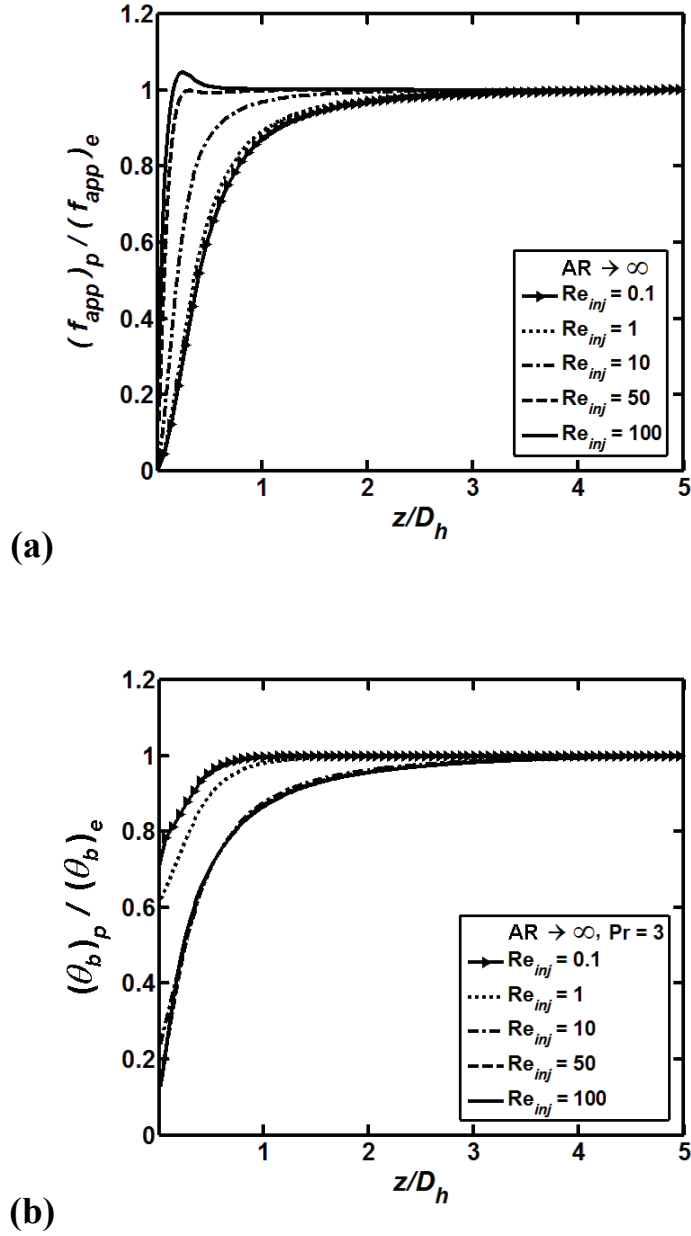 1.2
1
0.8
0.6
0.4
0.2
0
(f_app)_p / (f_app)_e
AR → ∞
Re_inj = 0.1
Re_inj = 1
Re_inj = 10
Re_inj = 50
Re_inj = 100
1 2 3 4 5
z/D_h
(a)
1.2
1
0.8
0.6
0.4
0.2
0
(θ_b)_p / (θ_b)_e
AR → ∞, Pr = 3
Re_inj = 0.1
Re_inj = 1
Re_inj = 10
Re_inj = 50
Re_inj = 100
1 2 3 4 5
z/D_h
(b)